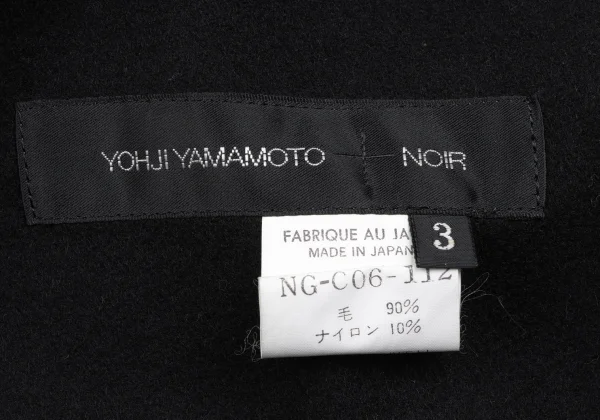 YOHJI YAMAMOTO NOIR
3
FABRIQUE AU JA
MADE IN JAPAN
NG-C06-112
毛 90%
ナイロン 10%